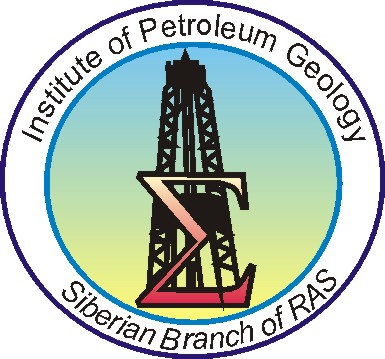 Institute of Petroleum Geology
Σ
Siberian Branch of RAS